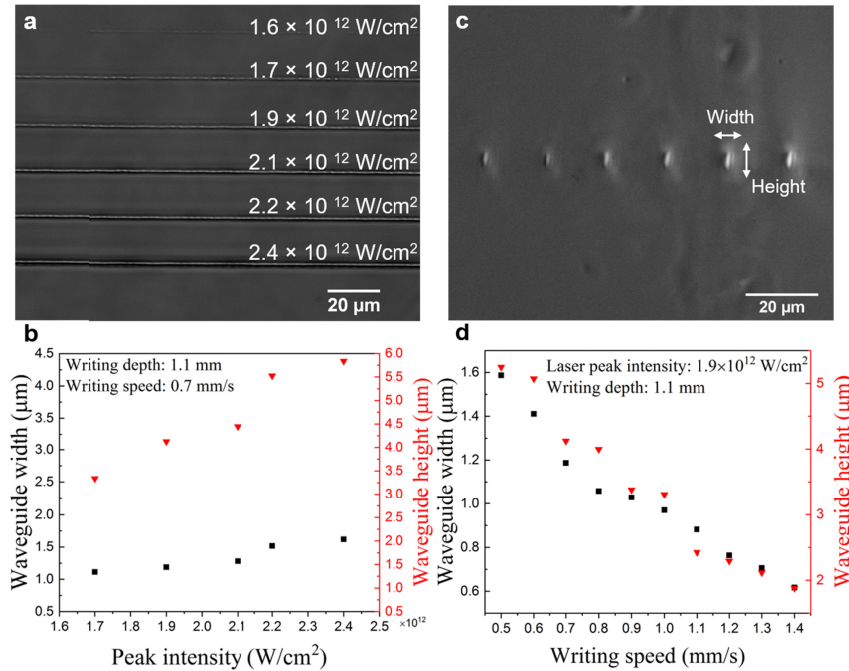 a
1.6 × 10 ¹² W/cm²
1.7 × 10 ¹² W/cm²
1.9 × 10 ¹² W/cm²
2.1 × 10 ¹² W/cm²
2.2 × 10 ¹² W/cm²
2.4 × 10 ¹² W/cm²
20 µm
c
Width
Height
20 µm
b
Writing depth: 1.1 mm
Writing speed: 0.7 mm/s
Waveguide width (µm)
4.5
4.0
3.5
3.0
2.5
2.0
1.5
1.0
0.5
6.0
5.5
5.0
4.5
4.0
3.5
3.0
2.5
2.0
1.5
1.0
0.5
Waveguide height (µm)
1.6 1.7 1.8 1.9 2.0 2.1 2.2 2.3 2.4 2.5
×10¹²
Peak intensity (W/cm²)
d
Laser peak intensity: 1.9×10¹² W/cm²
Writing depth: 1.1 mm
Waveguide width (µm)
1.6
1.4
1.2
1.0
0.8
0.6
5
4
3
2
Waveguide height (µm)
0.5 0.6 0.7 0.8 0.9 1.0 1.1 1.2 1.3 1.4
Writing speed (mm/s)